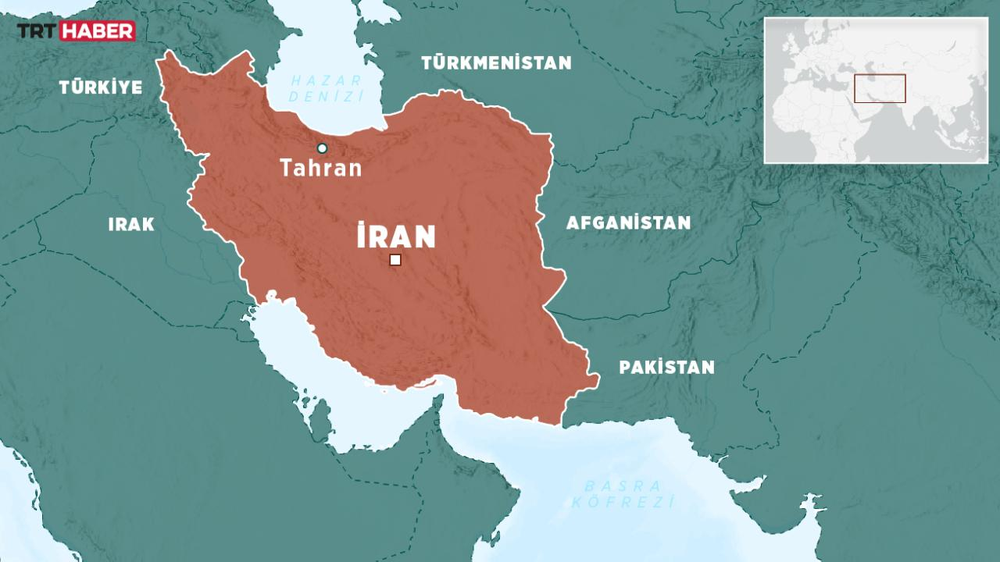 TRT HABER
TÜRKİYE
HAZAR
DENİZİ
TÜRKMENİSTAN
Tahran
IRAK
İRAN
AFGANİSTAN
PAKİSTAN
BASRA
KÖFREZİ